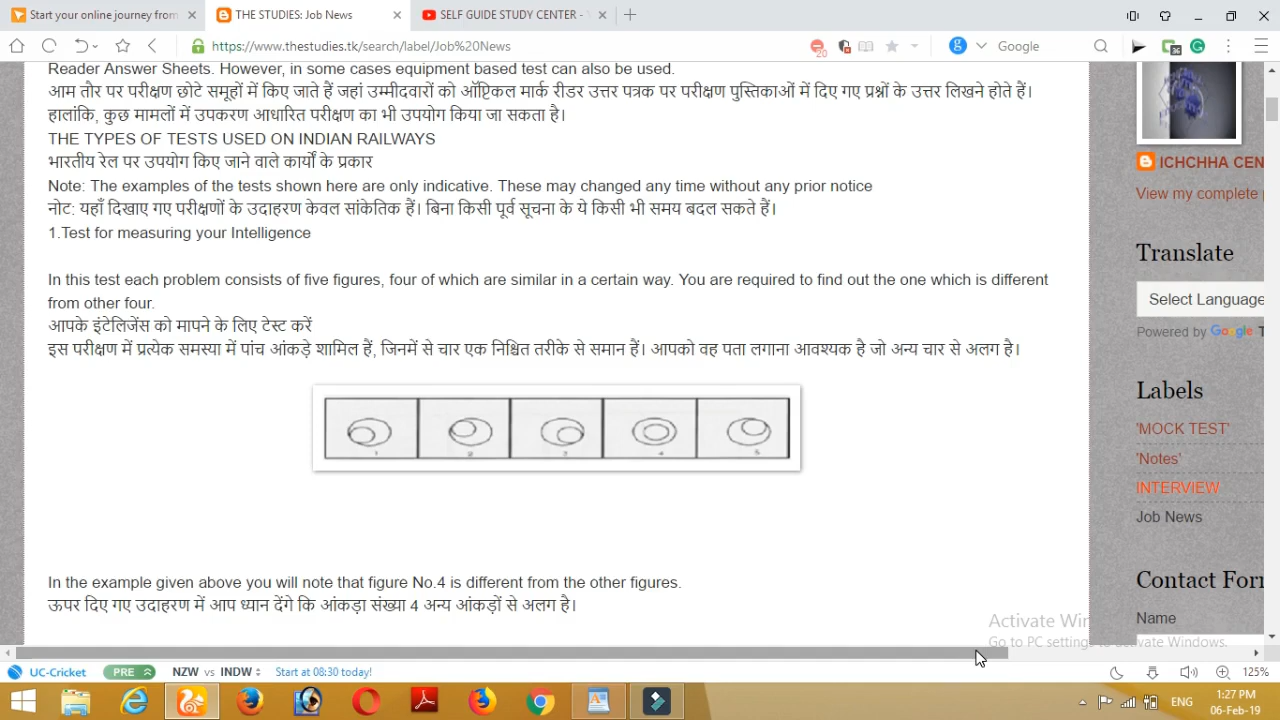 Start your online journey from
THE STUDIES: Job News
SELF GUIDE STUDY CENTER -
https://www.thestudies.tk/search/label/Job%20News
20
Google
36
Reader Answer Sheets. However, in some cases equipment based test can also be used.
आम तौर पर परीक्षण छोटे समूहों में किए जाते हैं जहां उम्मीदवारों को ऑप्टिकल मार्क रीडर उत्तर पत्रक पर परीक्षण पुस्तिकाओं में दिए गए प्रश्नों के उत्तर लिखने होते हैं।
हालांकि, कुछ मामलों में उपकरण आधारित परीक्षण का भी उपयोग किया जा सकता है।
THE TYPES OF TESTS USED ON INDIAN RAILWAYS
भारतीय रेल पर उपयोग किए जाने वाले कार्यों के प्रकार
Note: The examples of the tests shown here are only indicative. These may changed any time without any prior notice
नोट: यहाँ दिखाए गए परीक्षणों के उदाहरण केवल सांकेतिक हैं। बिना किसी पूर्व सूचना के ये किसी भी समय बदल सकते हैं।
1.Test for measuring your Intelligence
In this test each problem consists of five figures, four of which are similar in a certain way. You are required to find out the one which is different
from other four.
आपके इंटेलिजेंस को मापने के लिए टेस्ट करें
इस परीक्षण में प्रत्येक समस्या में पांच आंकड़े शामिल हैं, जिनमें से चार एक निश्चित तरीके से समान हैं। आपको वह पता लगाना आवश्यक है जो अन्य चार से अलग है।
1 2 3 4 5
In the example given above you will note that figure No.4 is different from the other figures.
ऊपर दिए गए उदाहरण में आप ध्यान देंगे कि आंकड़ा संख्या 4 अन्य आंकड़ों से अलग है।
ICHCHHA CEN
View my complete
Translate
Select Language
Powered by Google
Labels
'MOCK TEST'
'Notes'
INTERVIEW
Job News
Contact For
Name
Activate Win
Go to PC settings to activate Windows.
UC-Cricket
PRE
NZW vs INDW
Start at 08:30 today!
125%
ENG
1:27 PM
06-Feb-19